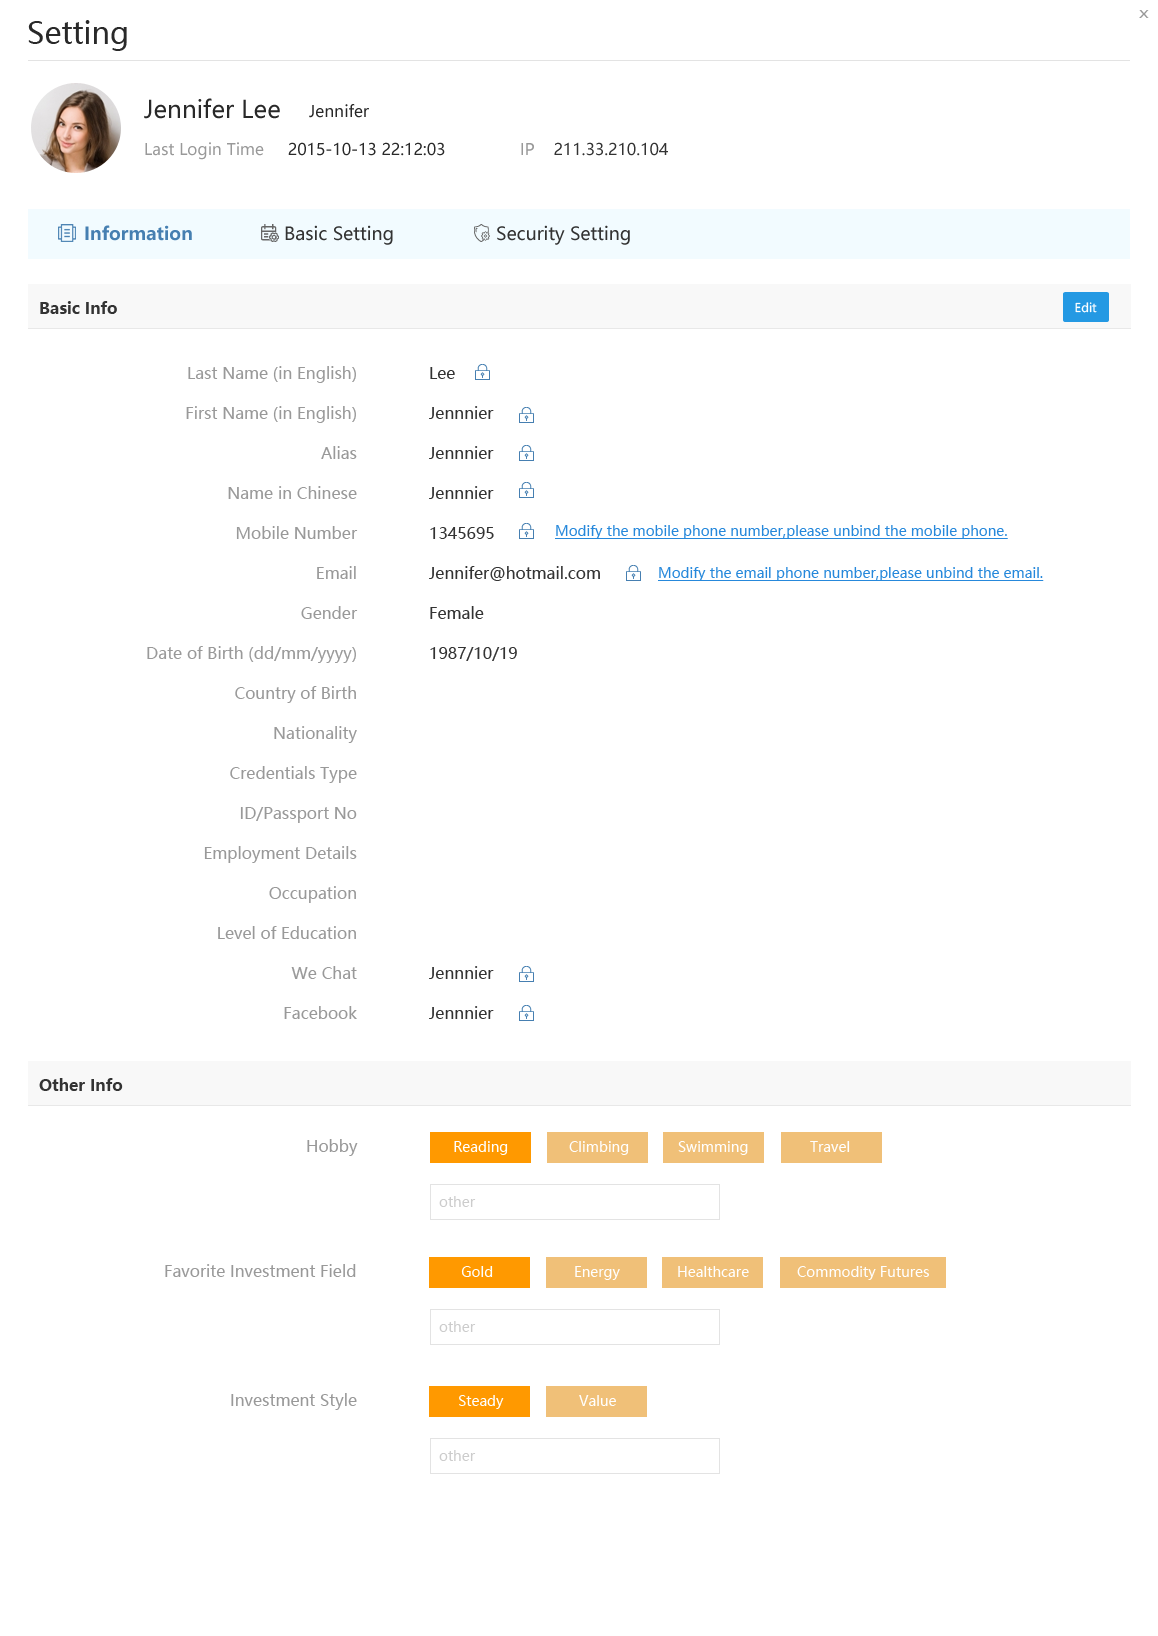 Setting
Jennifer Lee Jennifer
Last Login Time 2015-10-13 22:12:03 IP 211.33.210.104
Information Basic Setting Security Setting
Basic Info Edit
Last Name (in English) Lee
First Name (in English) Jennnier
Alias Jennnier
Name in Chinese Jennnier
Mobile Number 1345695 Modify the mobile phone number,please unbind the mobile phone.
Email Jennifer@hotmail.com Modify the email phone number,please unbind the email.
Gender Female
Date of Birth (dd/mm/yyyy) 1987/10/19
Country of Birth
Nationality
Credentials Type
ID/Passport No
Employment Details
Occupation
Level of Education
We Chat Jennnier
Facebook Jennnier
Other Info
Hobby Reading Climbing Swimming Travel
other
Favorite Investment Field Gold Energy Healthcare Commodity Futures
other
Investment Style Steady Value
other